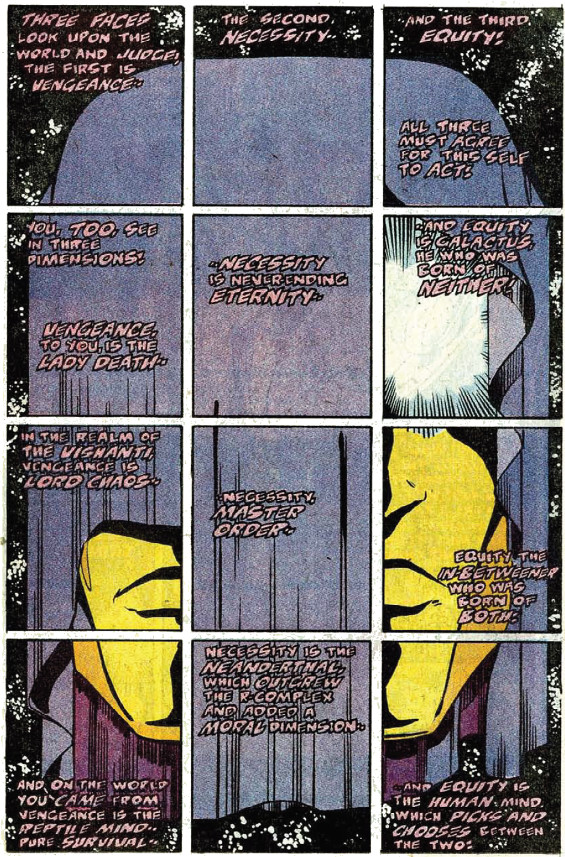 THREE FACES
LOOK UPON THE
WORLD AND JUDGE,
THE FIRST IS
VENGEANCE--
THE SECOND,
NECESSITY--
--AND THE THIRD,
EQUITY!
ALL THREE
MUST AGREE
FOR THIS SELF
TO ACT!
YOU, TOO, SEE
IN THREE
DIMENSIONS!
VENGEANCE,
TO YOU, IS THE
LADY DEATH--
--NECESSITY
IS NEVER-ENDING
ETERNITY--
--AND EQUITY
IS GALACTUS,
HE WHO WAS
BORN OF
NEITHER!
IN THE REALM OF
THE VISHANTI,
VENGEANCE IS
LORD CHAOS--
--NECESSITY,
MASTER
ORDER--
EQUITY THE
IN-BETWEENER
WHO WAS
BORN OF
BOTH!
AND ON THE WORLD
YOU CAME FROM
VENGEANCE IS THE
REPTILE MIND--
PURE SURVIVAL--
NECESSITY IS THE
NEANDERTHAL,
WHICH OUTGREW
THE R-COMPLEX
AND ADDED A
MORAL DIMENSION--
--AND EQUITY IS
THE HUMAN MIND,
WHICH PICKS AND
CHOOSES BETWEEN
THE TWO!